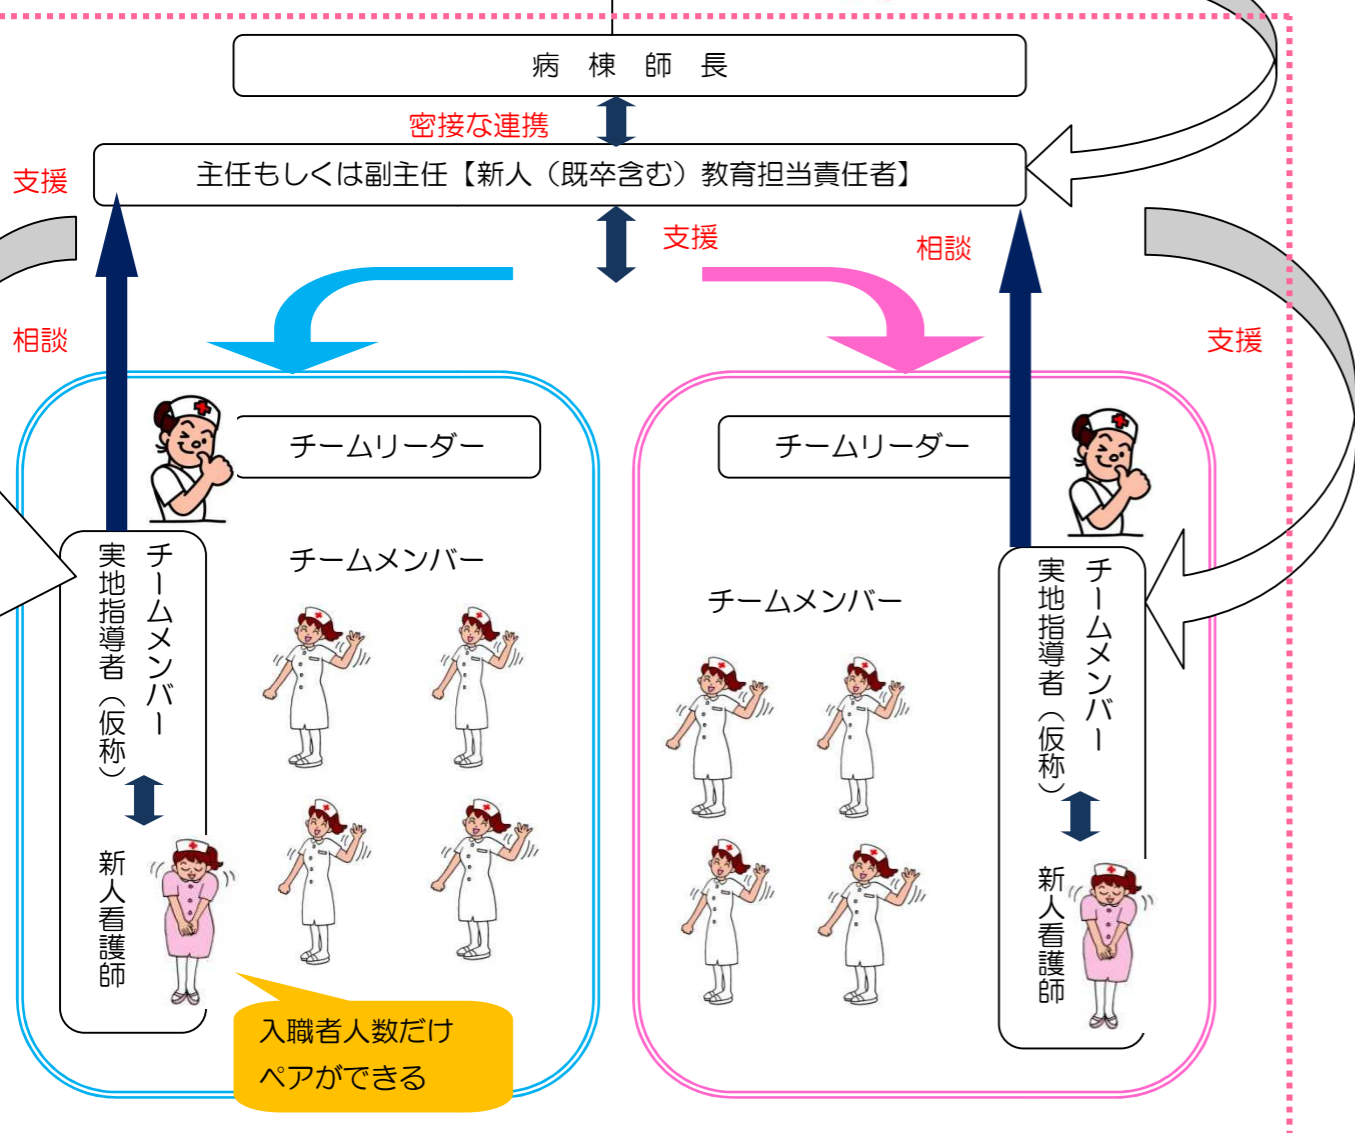 病棟師長
密接な連携
支援
主任もしくは副主任【新人（既卒含む）教育担当責任者】
支援
相談
相談
支援
チームリーダー
チームメンバー
チームメンバー
実地指導者（仮称）
新人看護師
入職者人数だけ
ペアができる
チームリーダー
チームメンバー
チームメンバー
実地指導者（仮称）
新人看護師